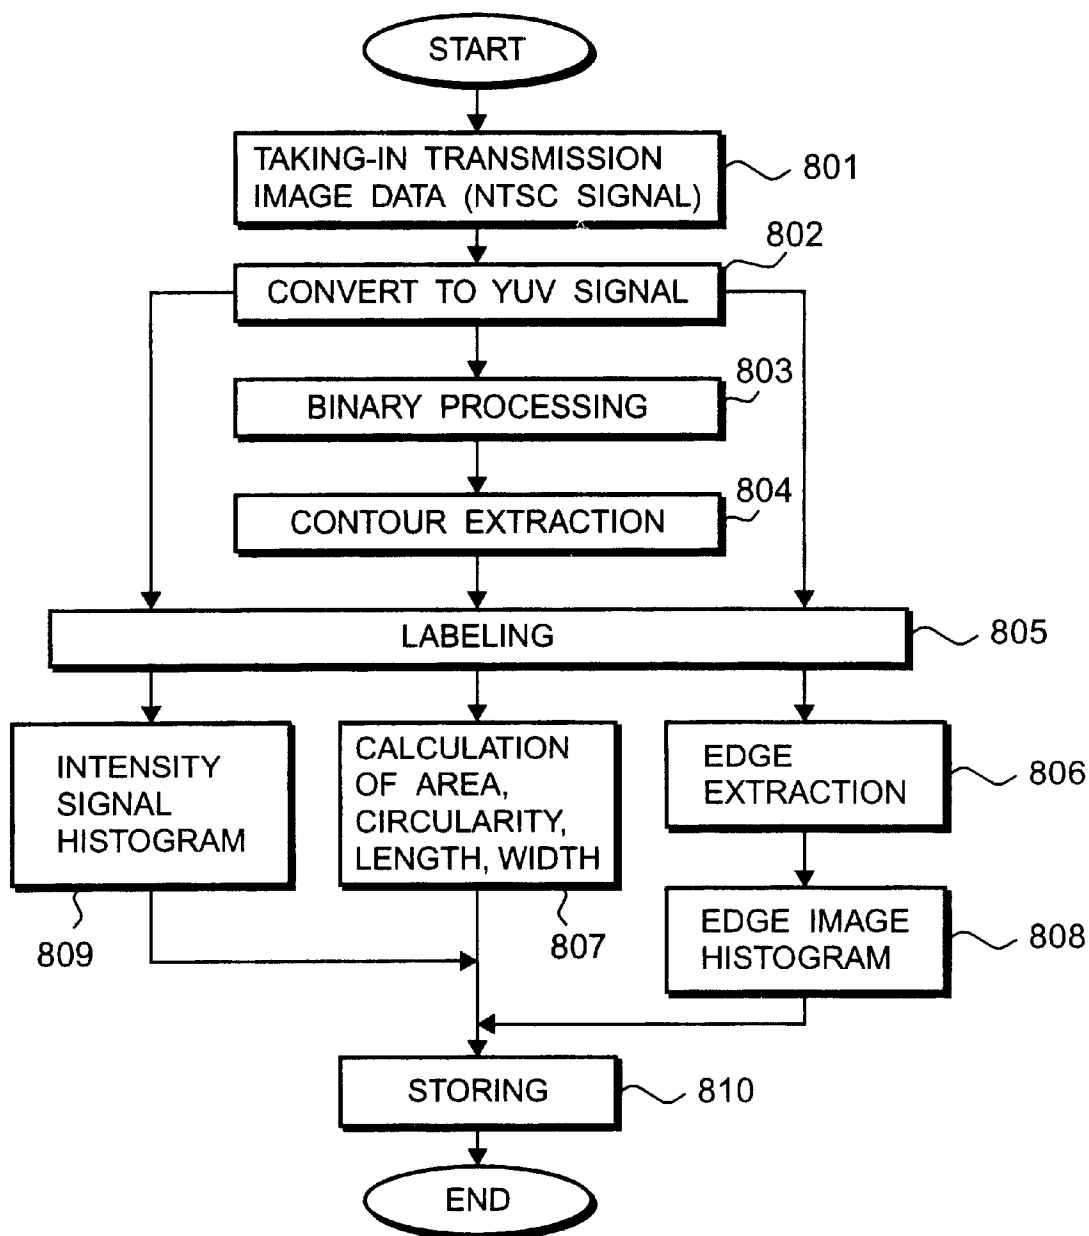 START
TAKING-IN TRANSMISSION
IMAGE DATA (NTSC SIGNAL)
801
802
CONVERT TO YUV SIGNAL
803
BINARY PROCESSING
804
CONTOUR EXTRACTION
LABELING
805
INTENSITY
SIGNAL
HISTOGRAM
809
CALCULATION
OF AREA,
CIRCULARITY,
LENGTH, WIDTH
807
EDGE
EXTRACTION
806
EDGE IMAGE
HISTOGRAM
808
STORING
810
END